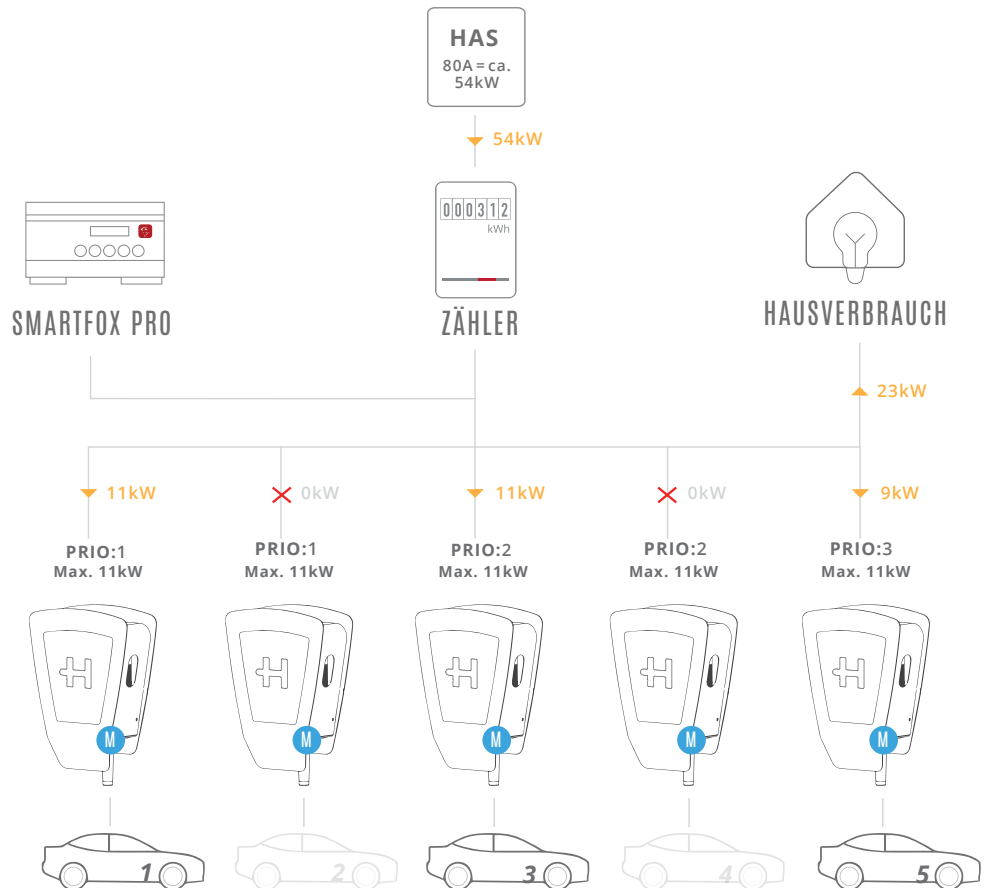 HAS
80A = ca.
54kW
54kW
000312
kWh
SMARTFOX PRO
ZÄHLER
HAUSVERBRAUCH
23kW
11kW
0kW
11kW
0kW
9kW
PRIO:1
Max. 11kW
PRIO:1
Max. 11kW
PRIO:2
Max. 11kW
PRIO:2
Max. 11kW
PRIO:3
Max. 11kW
H
H
H
H
H
M
M
M
M
M
1
2
3
4
5